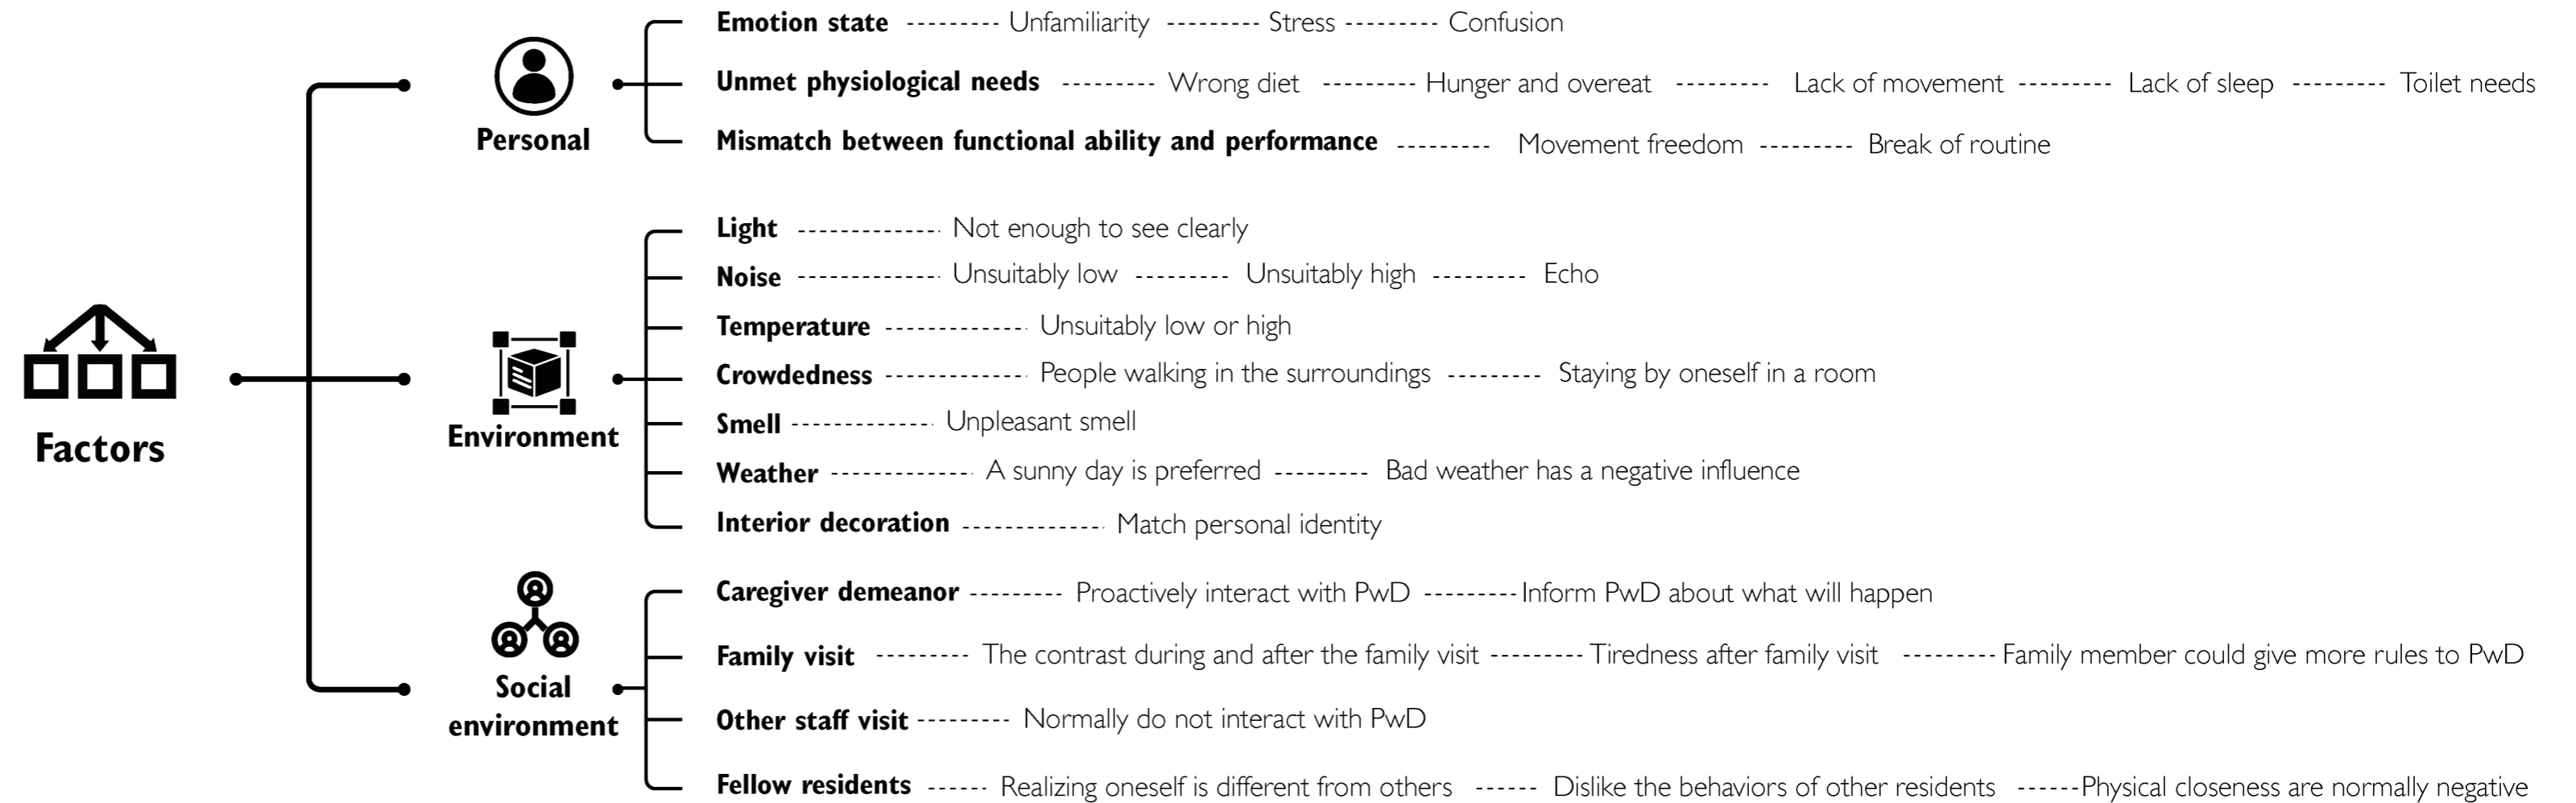 Factors
Personal
Emotion state --------- Unfamiliarity --------- Stress --------- Confusion
Unmet physiological needs --------- Wrong diet --------- Hunger and overeat --------- Lack of movement --------- Lack of sleep --------- Toilet needs
Mismatch between functional ability and performance --------- Movement freedom --------- Break of routine
Environment
Light ------------- Not enough to see clearly
Noise ------------- Unsuitably low --------- Unsuitably high --------- Echo
Temperature ------------- Unsuitably low or high
Crowdedness ------------- People walking in the surroundings --------- Staying by oneself in a room
Smell ------------- Unpleasant smell
Weather ------------- A sunny day is preferred --------- Bad weather has a negative influence
Interior decoration ------------- Match personal identity
Social
environment
Caregiver demeanor --------- Proactively interact with PwD --------- Inform PwD about what will happen
Family visit --------- The contrast during and after the family visit --------- Tiredness after family visit --------- Family member could give more rules to PwD
Other staff visit --------- Normally do not interact with PwD
Fellow residents ------ Realizing oneself is different from others ------ Dislike the behaviors of other residents ------ Physical closeness are normally negative